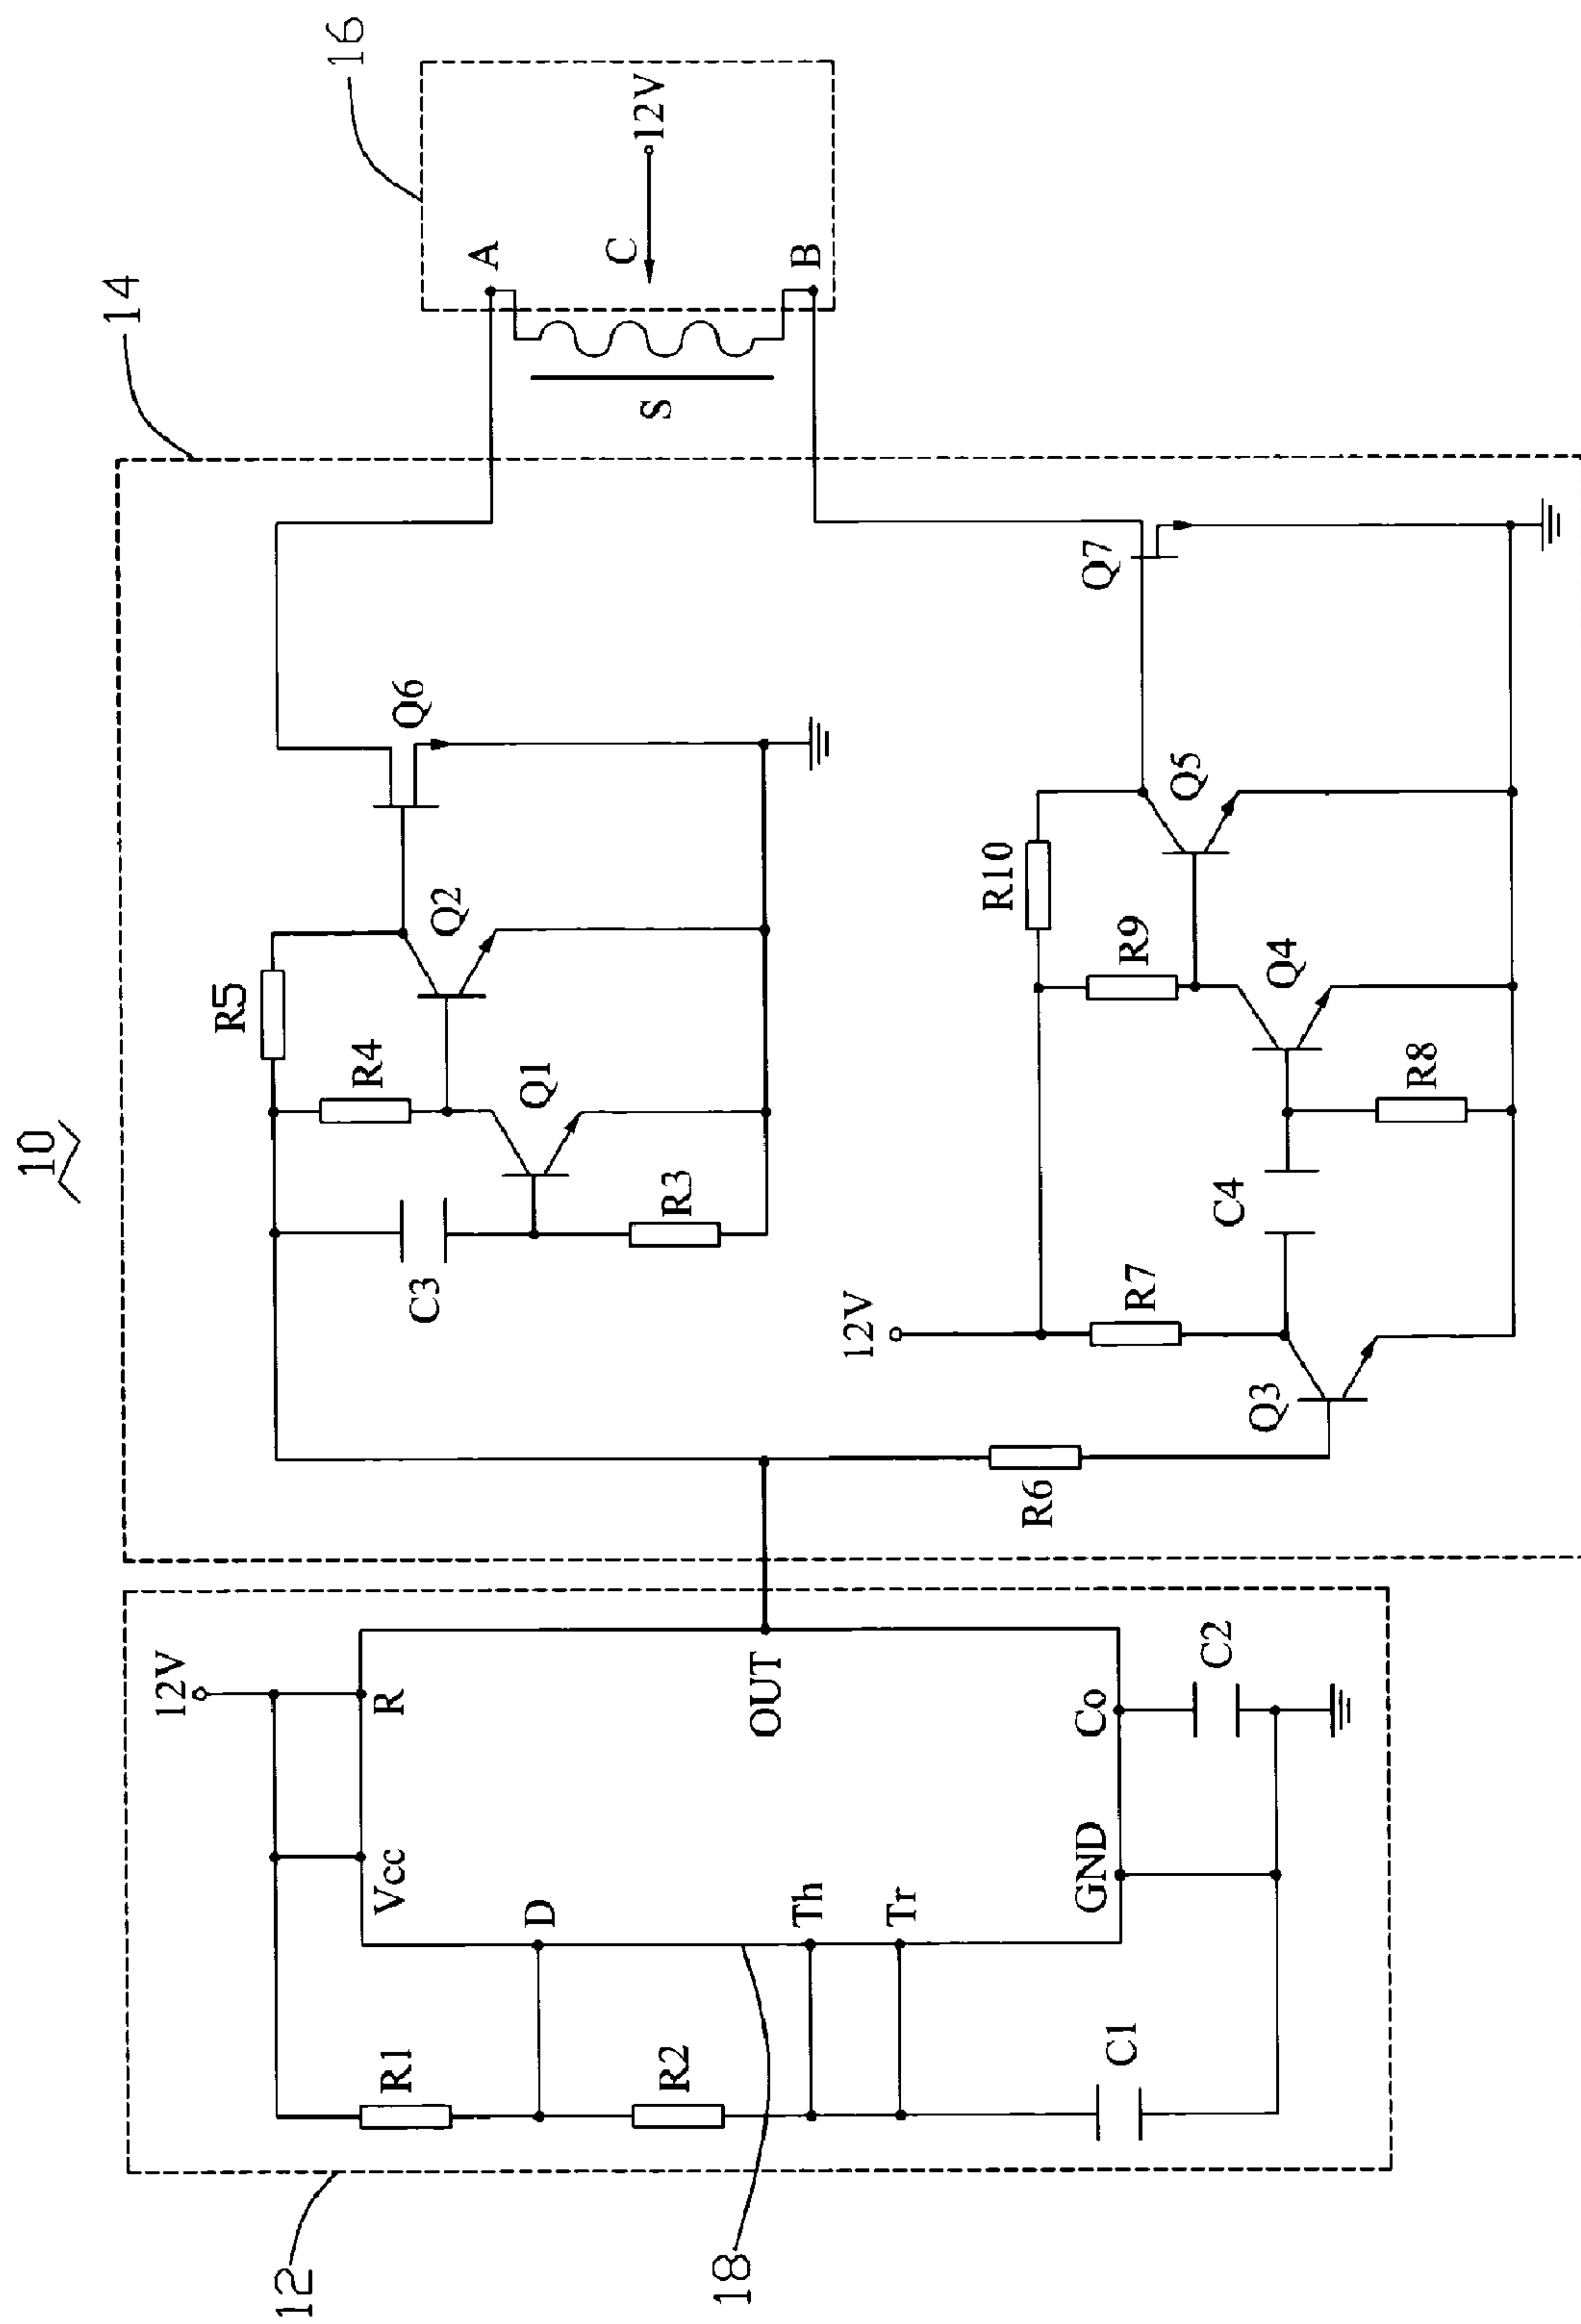 10
12
14
16
12V
R1
R2
C1
18
Vcc
R
D
Th
Tr
GND
Co
OUT
C2
C3
R3
Q1
R4
R5
Q2
Q6
R6
Q3
12V
R7
C4
R8
Q4
R9
R10
Q5
Q7
S
A
B
C
12V